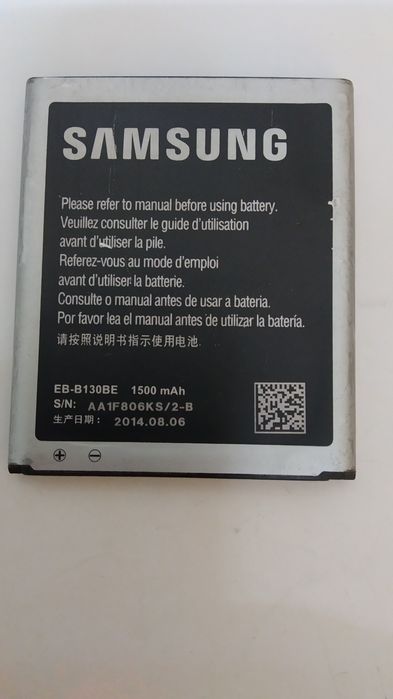 SAMSUNG
Please refer to manual before using battery.
Veuillez consulter le guide d'utilisation
avant d'utiliser la pile.
Referez-vous au mode d'emploi
avant d'utiliser la batterie.
Consulte o manual antes de usar a bateria.
Por favor lea el manual antes de utilizar la batería.
请按照说明书指示使用电池.
EB-B130BE 1500 mAh
S/N: AA1F806KS/2-B
生产日期: 2014.08.06